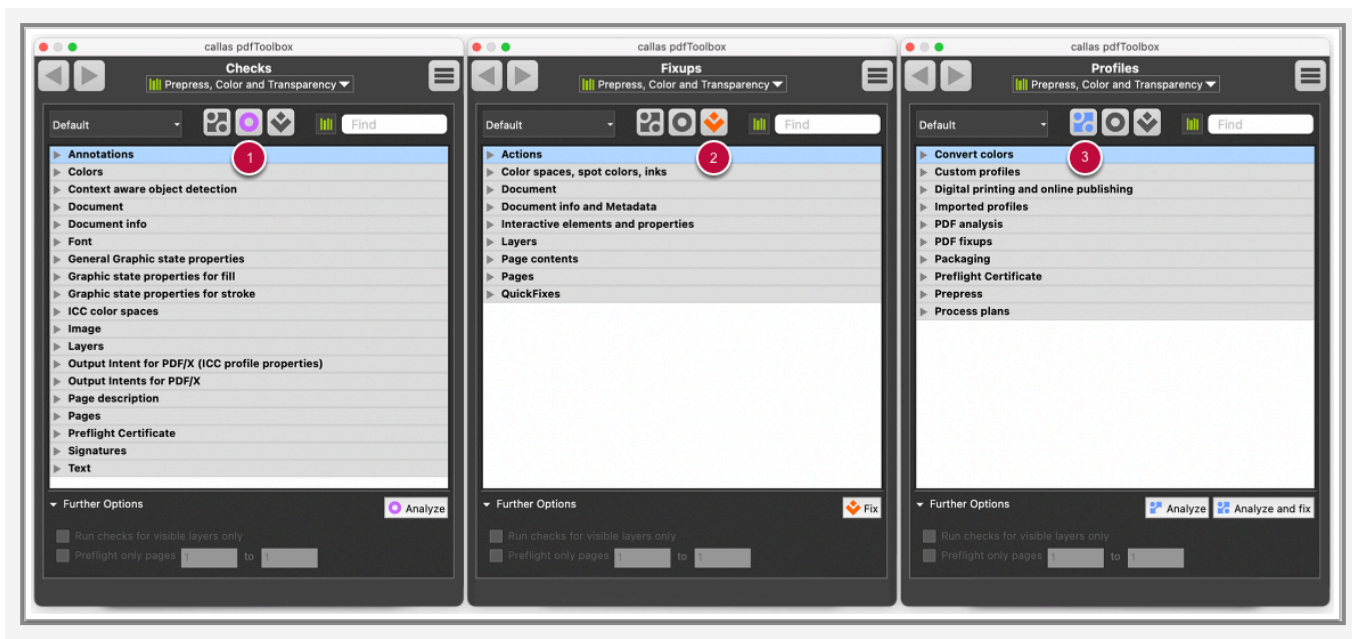 callas pdfToolbox
Checks
Prepress, Color and Transparency
Default
Find
1
Annotations
Colors
Context aware object detection
Document
Document info
Font
General Graphic state properties
Graphic state properties for fill
Graphic state properties for stroke
ICC color spaces
Image
Layers
Output Intent for PDF/X (ICC profile properties)
Output Intents for PDF/X
Page description
Pages
Preflight Certificate
Signatures
Text
Further Options
Analyze
Run checks for visible layers only
Preflight only pages 1 to 1
callas pdfToolbox
Fixups
Prepress, Color and Transparency
Default
Find
2
Actions
Color spaces, spot colors, inks
Document
Document info and Metadata
Interactive elements and properties
Layers
Page contents
Pages
QuickFixes
Further Options
Fix
Run checks for visible layers only
Preflight only pages 1 to 1
callas pdfToolbox
Profiles
Prepress, Color and Transparency
Default
Find
3
Convert colors
Custom profiles
Digital printing and online publishing
Imported profiles
PDF analysis
PDF fixups
Packaging
Preflight Certificate
Prepress
Process plans
Further Options
Analyze
Analyze and fix
Run checks for visible layers only
Preflight only pages 1 to 1